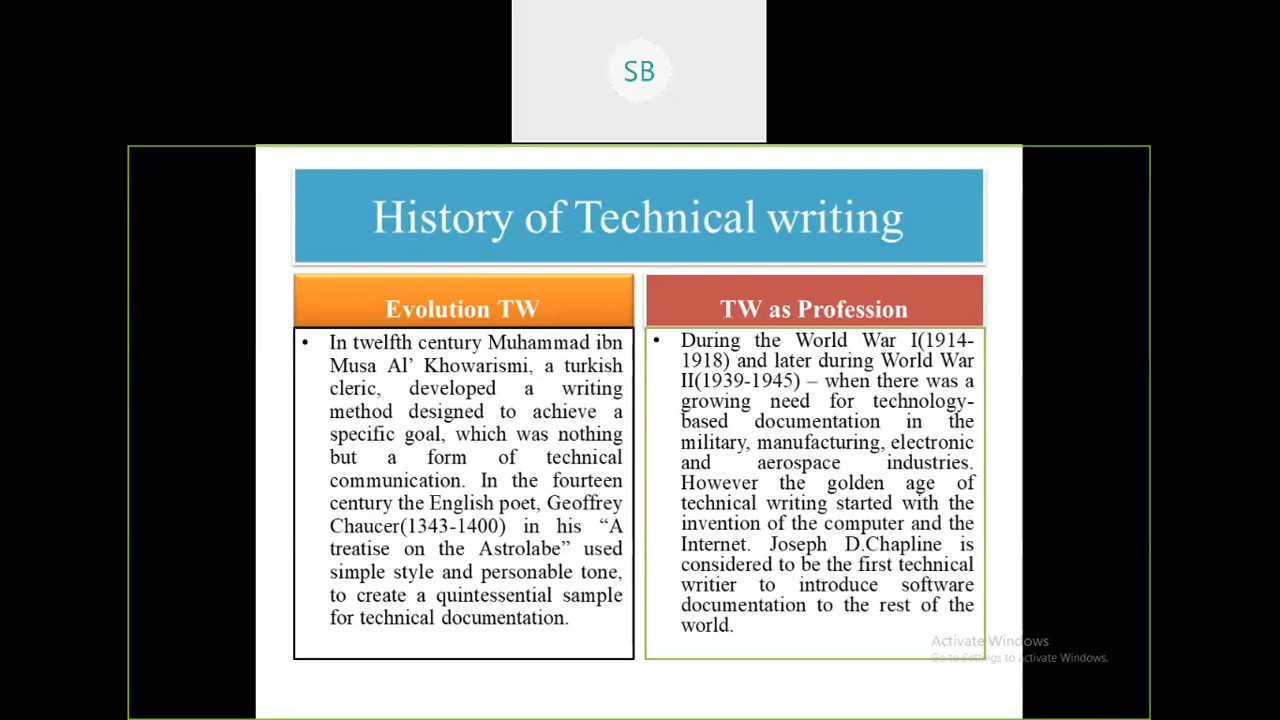 SB
History of Technical writing
Evolution TW
• In twelfth century Muhammad ibn
Musa Al’ Khowarismi, a turkish
cleric, developed a writing
method designed to achieve a
specific goal, which was nothing
but a form of technical
communication. In the fourteen
century the English poet, Geoffrey
Chaucer(1343-1400) in his “A
treatise on the Astrolabe” used
simple style and personable tone,
to create a quintessential sample
for technical documentation.
TW as Profession
• During the World War I(1914-
1918) and later during World War
II(1939-1945) – when there was a
growing need for technology-
based documentation in the
military, manufacturing, electronic
and aerospace industries.
However the golden age of
technical writing started with the
invention of the computer and the
Internet. Joseph D.Chapline is
considered to be the first technical
writier to introduce software
documentation to the rest of the
world.
Activate Windows
Go to Settings to activate Windows.